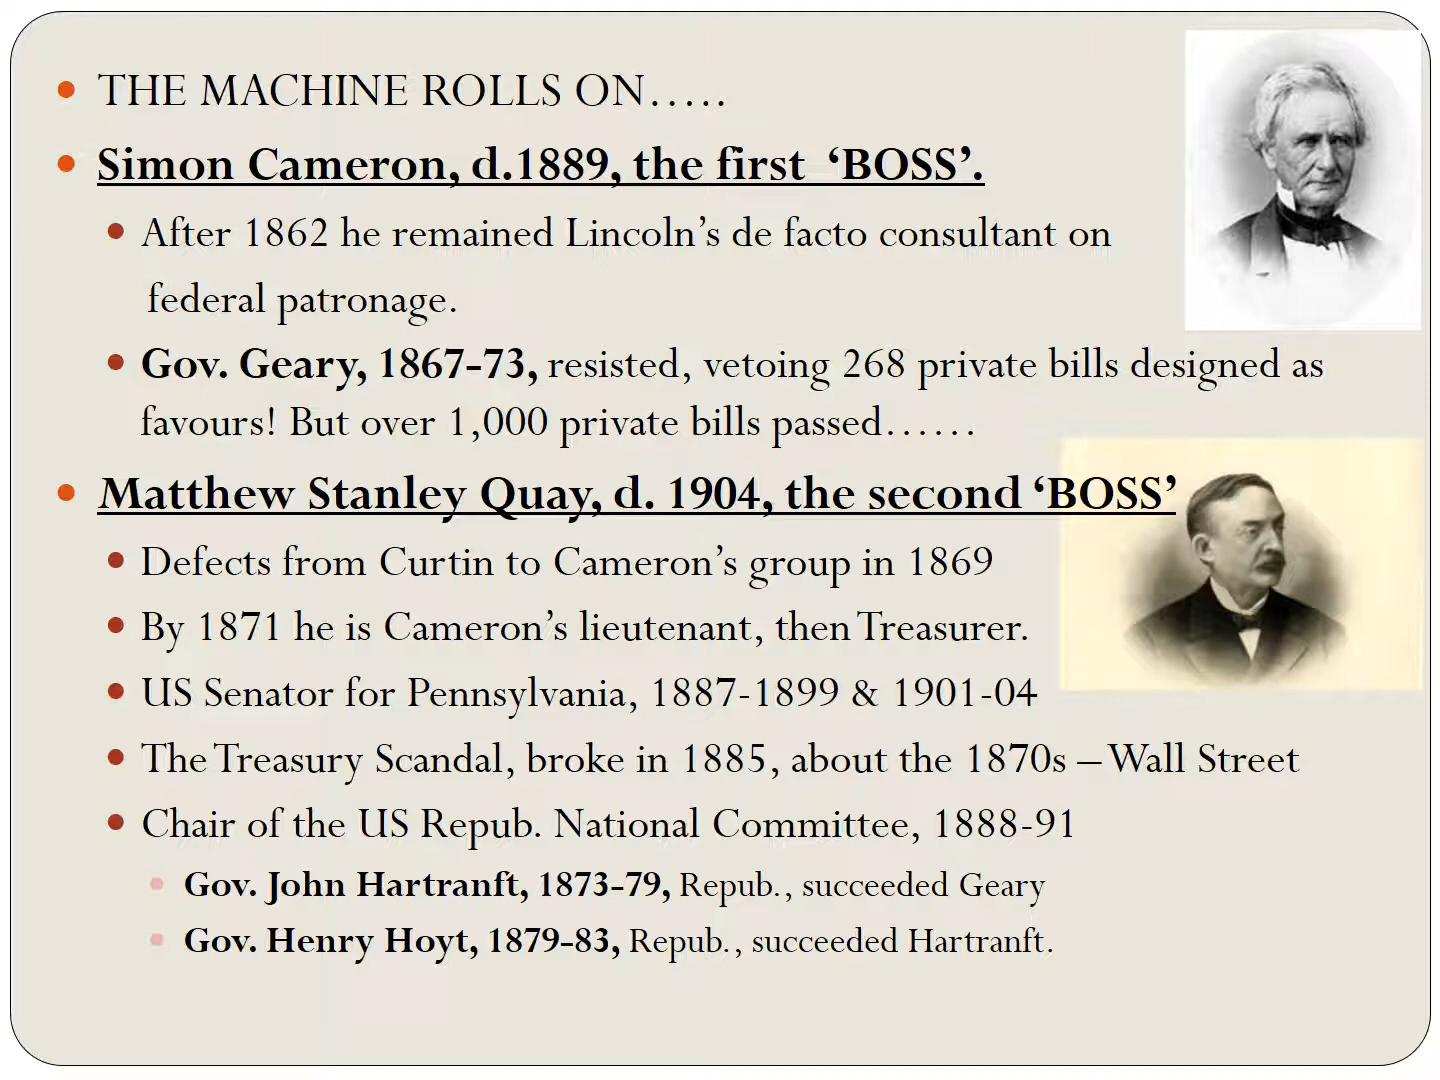 THE MACHINE ROLLS ON.....
Simon Cameron, d.1889, the first ‘BOSS’.
After 1862 he remained Lincoln’s de facto consultant on
federal patronage.
Gov. Geary, 1867-73, resisted, vetoing 268 private bills designed as
favours! But over 1,000 private bills passed......
Matthew Stanley Quay, d. 1904, the second ‘BOSS’
Defects from Curtin to Cameron’s group in 1869
By 1871 he is Cameron’s lieutenant, then Treasurer.
US Senator for Pennsylvania, 1887-1899 & 1901-04
The Treasury Scandal, broke in 1885, about the 1870s – Wall Street
Chair of the US Repub. National Committee, 1888-91
Gov. John Hartranft, 1873-79, Repub., succeeded Geary
Gov. Henry Hoyt, 1879-83, Repub., succeeded Hartranft.